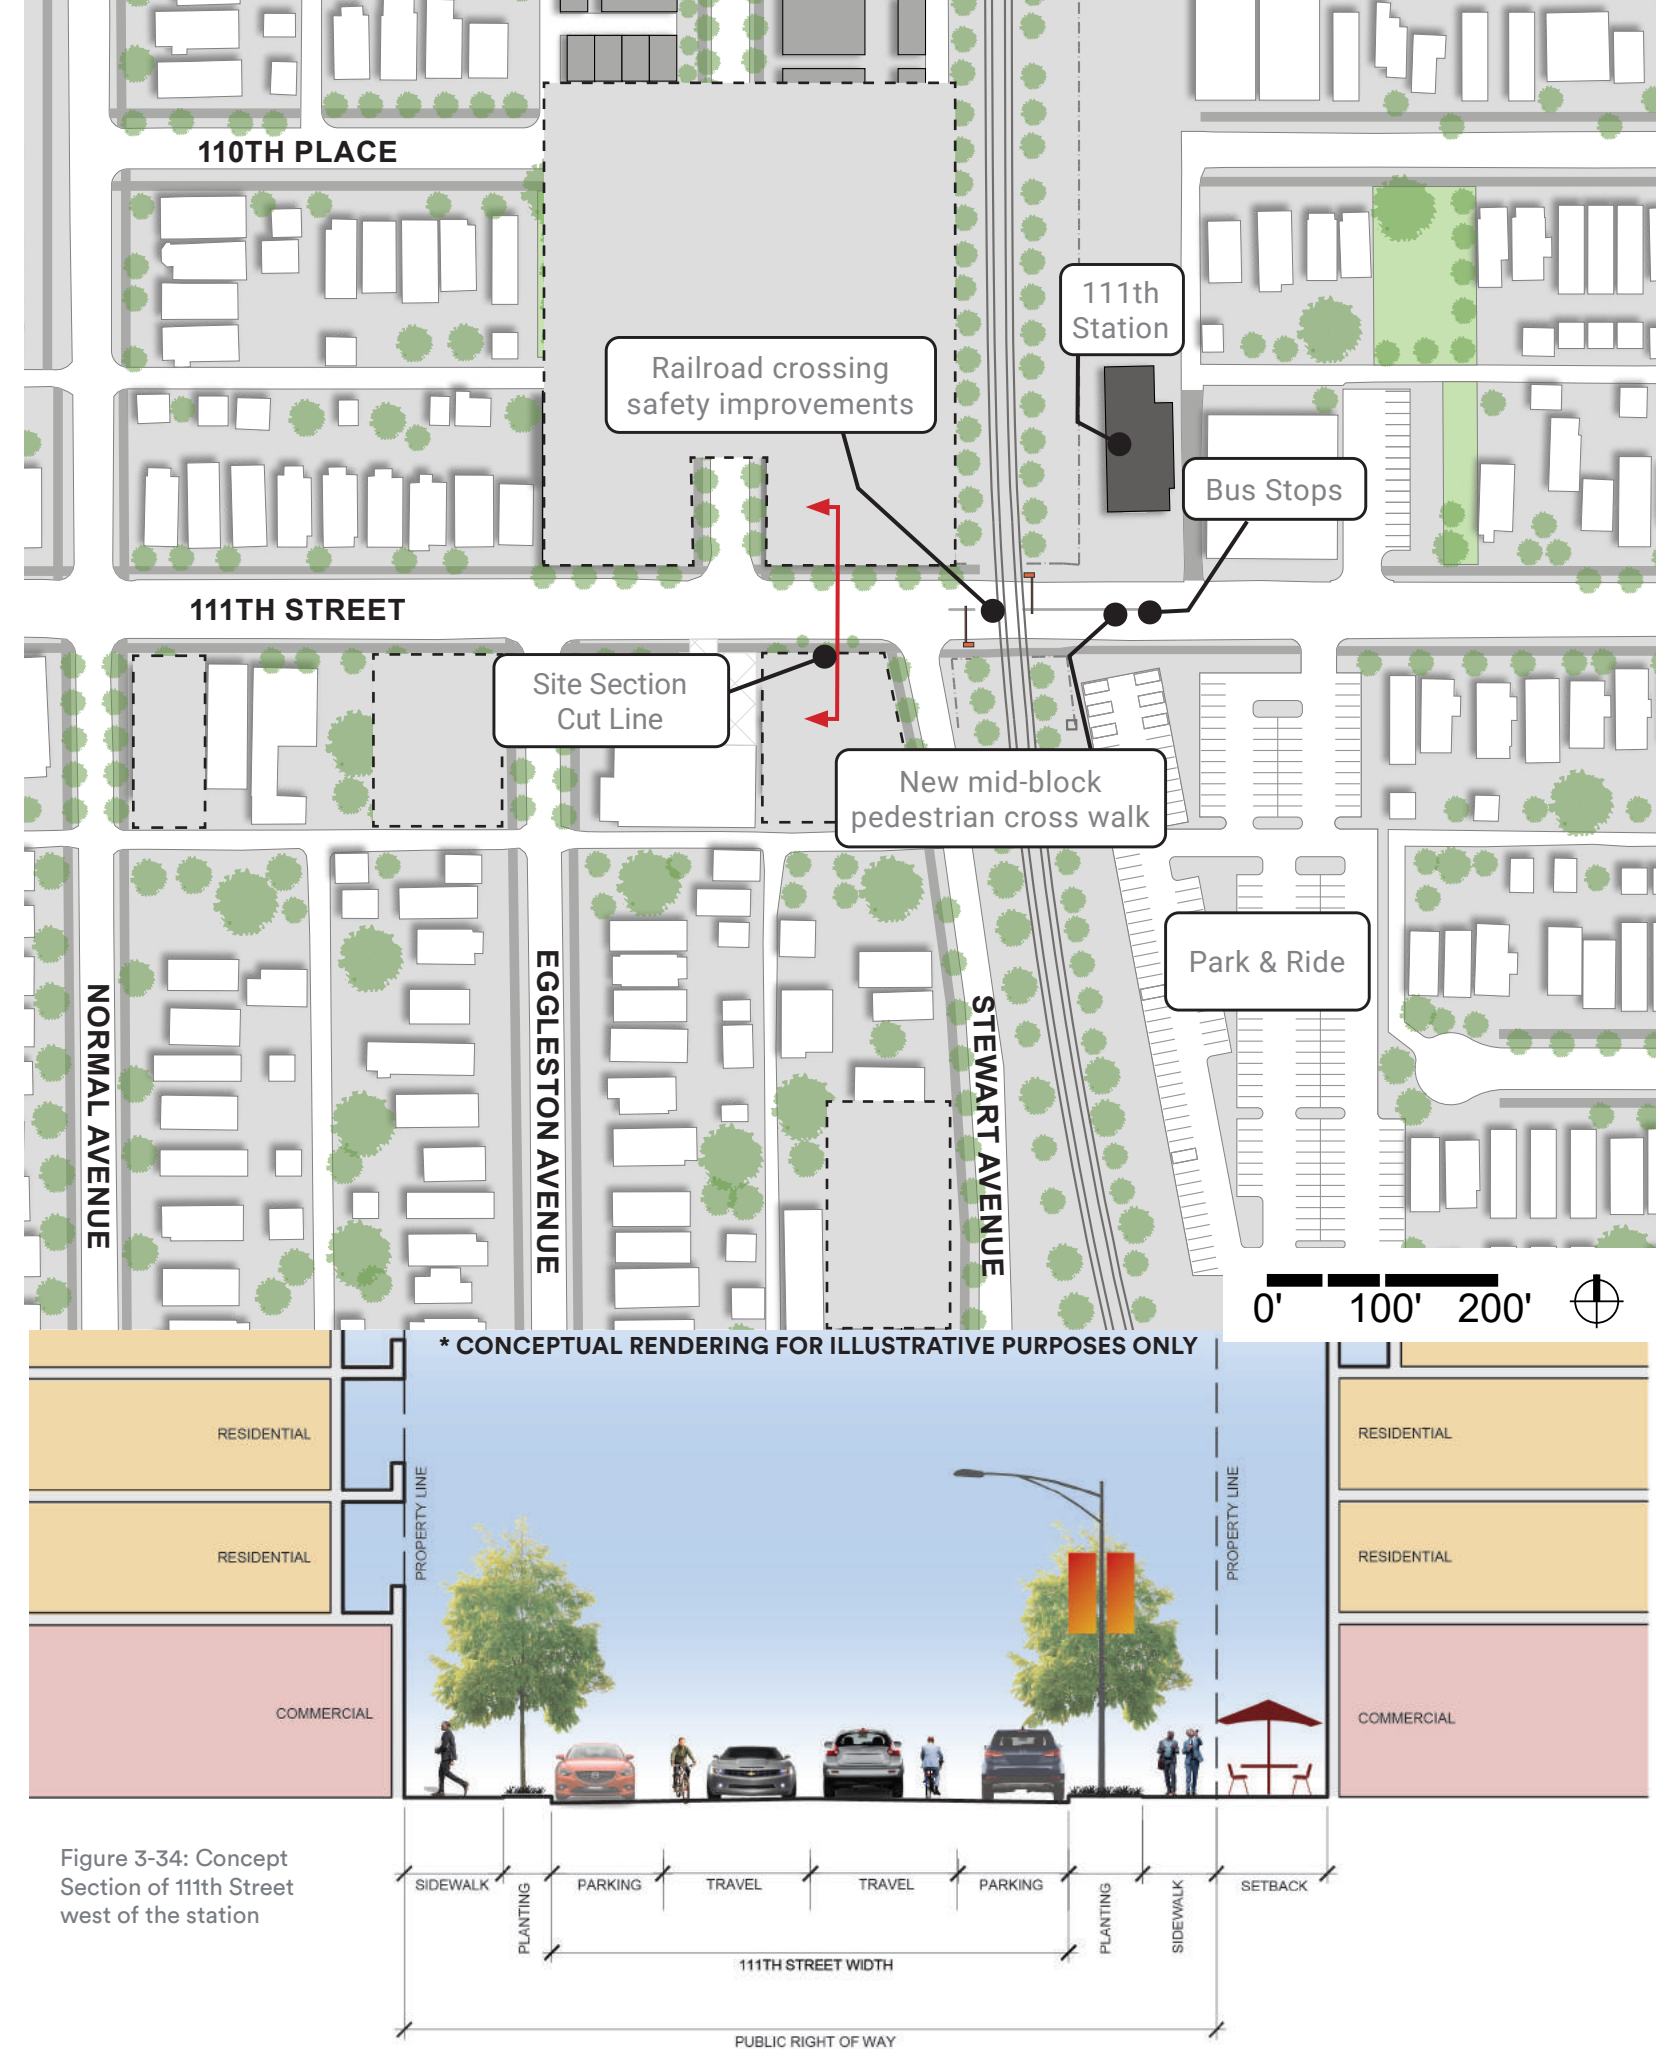 110TH PLACE
111th
Station
Railroad crossing
safety improvements
Bus Stops
111TH STREET
Site Section
Cut Line
New mid-block
pedestrian cross walk
Park & Ride
NORMAL AVENUE
EGGLESTON AVENUE
STEWART AVENUE
0' 100' 200'
* CONCEPTUAL RENDERING FOR ILLUSTRATIVE PURPOSES ONLY
RESIDENTIAL
RESIDENTIAL
PROPERTY LINE
PROPERTY LINE
RESIDENTIAL
RESIDENTIAL
COMMERCIAL
COMMERCIAL
Figure 3-34: Concept
Section of 111th Street
west of the station
SIDEWALK
PLANTING
PARKING
TRAVEL
TRAVEL
PARKING
PLANTING
SIDEWALK
SETBACK
111TH STREET WIDTH
PUBLIC RIGHT OF WAY